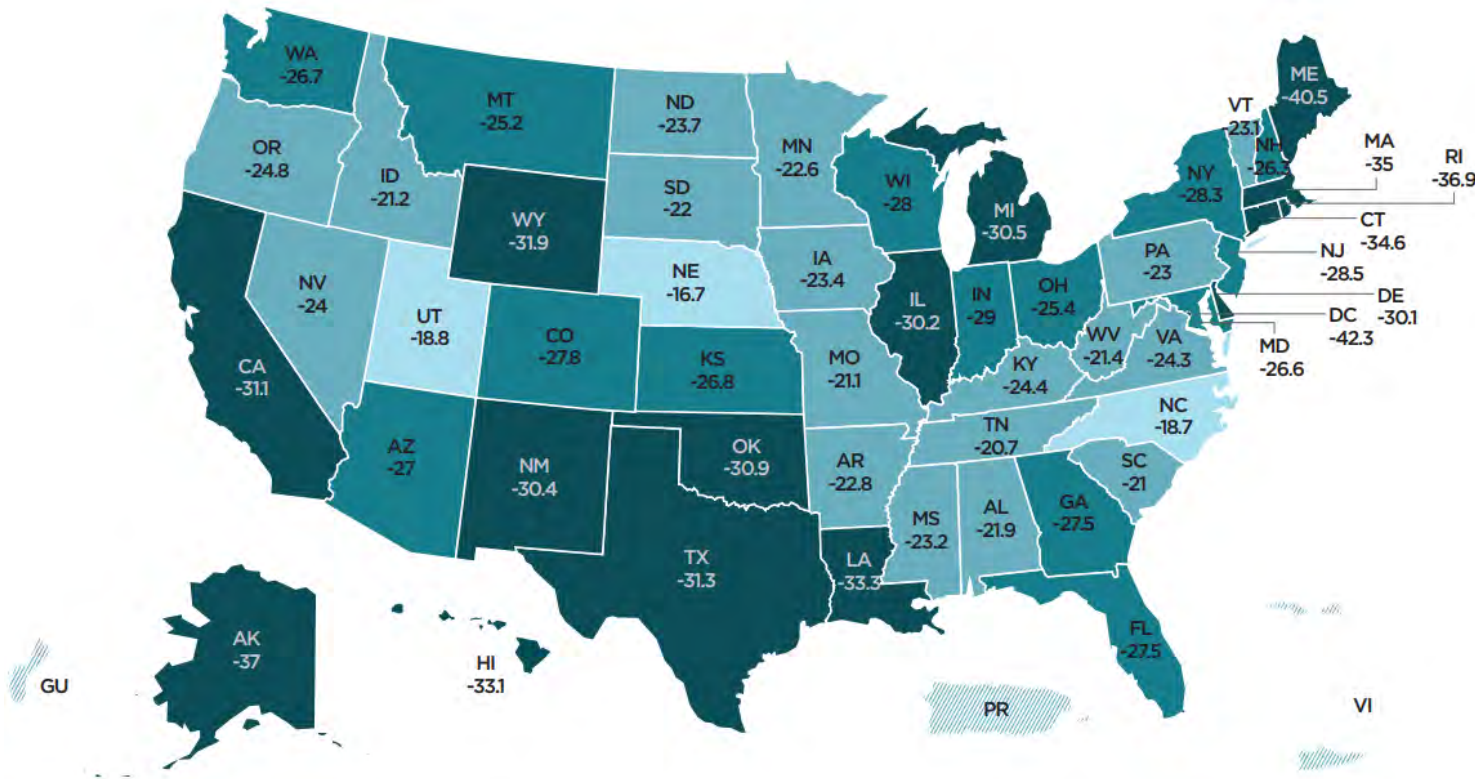 WA
-26.7
MT
-25.2
ND
-23.7
MN
-22.6
OR
-24.8
ID
-21.2
SD
-22
WI
-28
WY
-31.9
MI
-30.5
VT
-23.1
NH
-26.3
ME
-40.5
MA
-35
RI
-36.9
NY
-28.3
CT
-34.6
NJ
-28.5
PA
-23
DE
-30.1
DC
-42.3
MD
-26.6
NV
-24
UT
-18.8
NE
-16.7
IA
-23.4
IL
-30.2
IN
-29
OH
-25.4
WV
-21.4
VA
-24.3
CA
-31.1
CO
-27.8
KS
-26.8
MO
-21.1
KY
-24.4
NC
-18.7
TN
-20.7
SC
-21
AZ
-27
NM
-30.4
OK
-30.9
AR
-22.8
MS
-23.2
AL
-21.9
GA
-27.5
TX
-31.3
LA
-33.3
FL
-27.5
AK
-37
HI
-33.1
GU
PR
VI